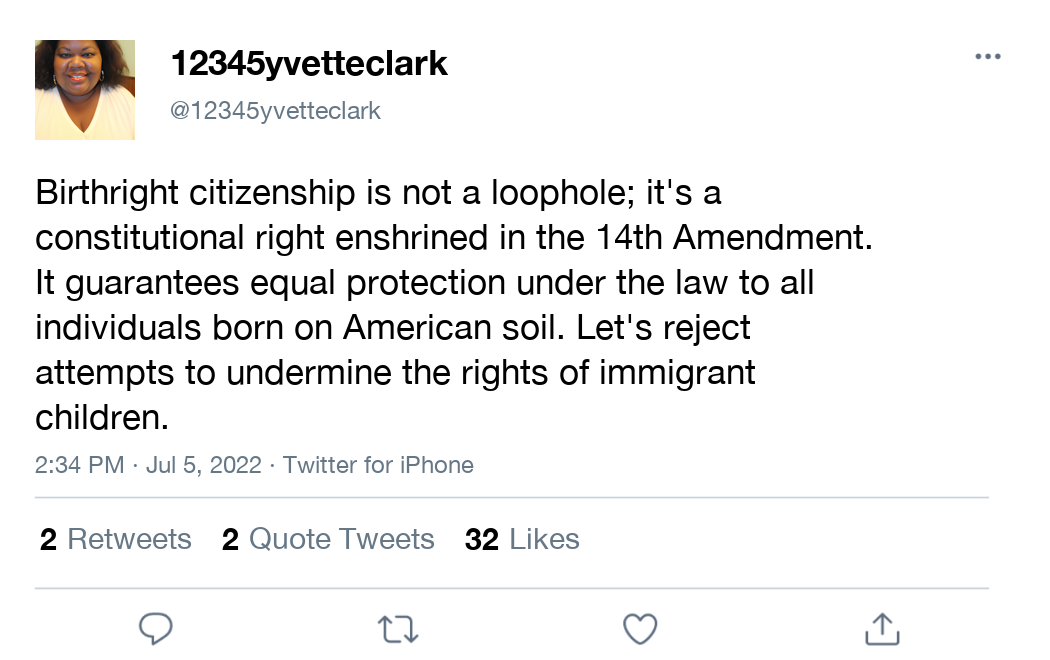 12345yvetteclark
@12345yvetteclark
Birthright citizenship is not a loophole; it's a
constitutional right enshrined in the 14th Amendment.
It guarantees equal protection under the law to all
individuals born on American soil. Let's reject
attempts to undermine the rights of immigrant
children.
2:34 PM · Jul 5, 2022 · Twitter for iPhone
2 Retweets 2 Quote Tweets 32 Likes